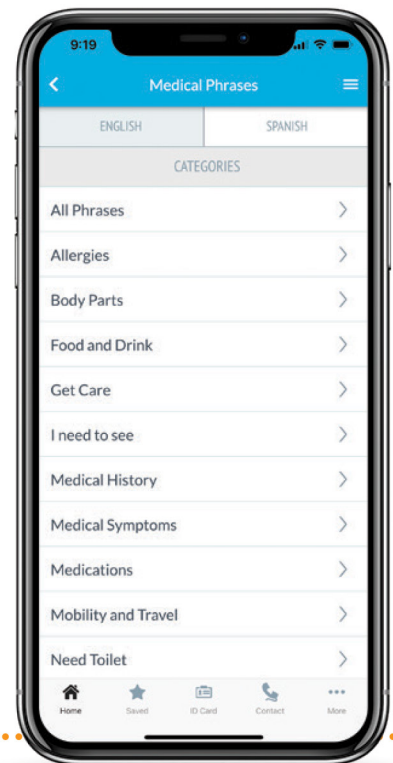 9:19
Medical Phrases
ENGLISH SPANISH
CATEGORIES
All Phrases
Allergies
Body Parts
Food and Drink
Get Care
I need to see
Medical History
Medical Symptoms
Medications
Mobility and Travel
Need Toilet
Home Saved ID Card Contact More